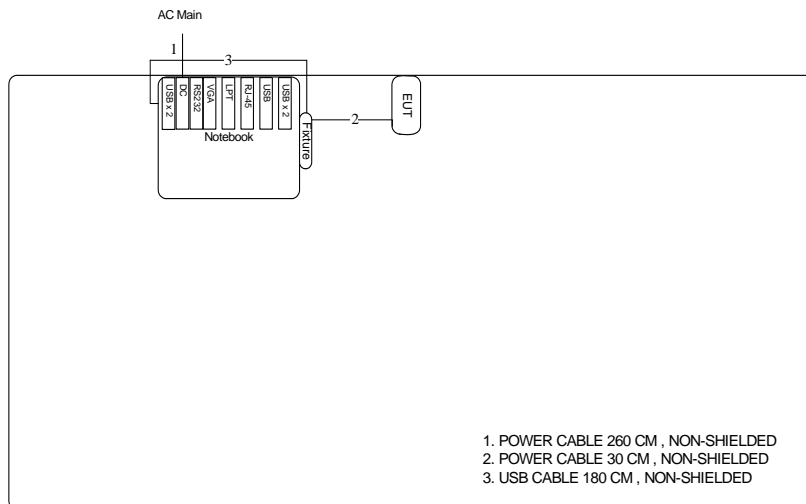 AC Main
1
3
USB x 2
DC
RS232
VGA
LPT
RJ-45
USB
USB x 2
Notebook
Fixture
2
EUT
1. POWER CABLE 260 CM , NON-SHIELDED
2. POWER CABLE 30 CM , NON-SHIELDED
3. USB CABLE 180 CM , NON-SHIELDED